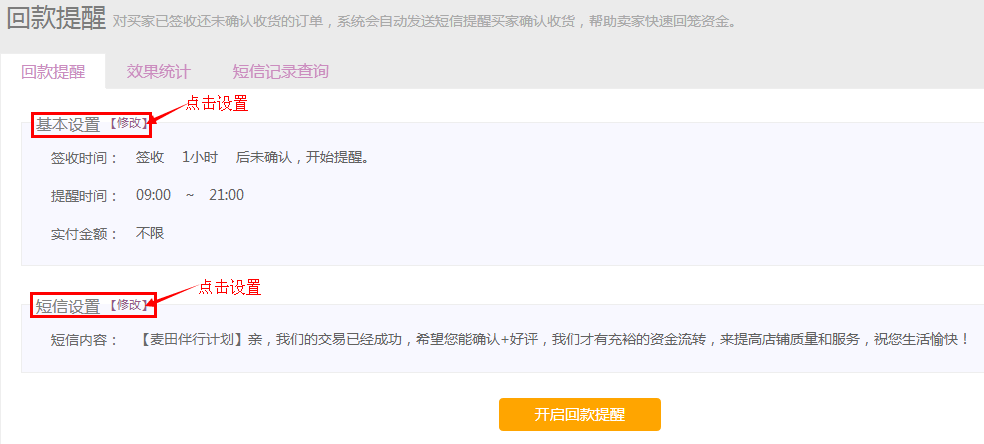 回款提醒 对买家已签收还未确认收货的订单，系统会自动发送短信提醒买家确认收货，帮助卖家快速回笼资金。
回款提醒 效果统计 短信记录查询
点击设置
基本设置 【修改】
签收时间： 签收 1小时 后未确认，开始提醒。
提醒时间： 09:00 ~ 21:00
实付金额： 不限
点击设置
短信设置 【修改】
短信内容： 【麦田伴行计划】亲，我们的交易已经成功，希望您能确认+好评，我们才有充裕的资金流转，来提高店铺质量和服务，祝您生活愉快！
开启回款提醒